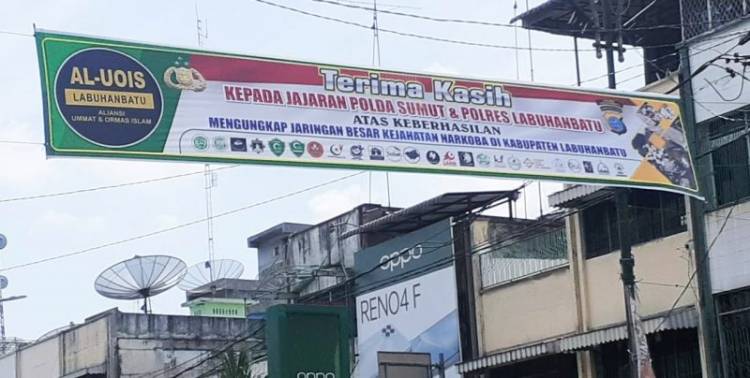 AL-UOIS
LABUHANBATU
ALIANSI
UMMAT & ORMAS ISLAM
Terima Kasih
KEPADA JAJARAN POLDA SUMUT & POLRES LABUHANBATU
ATAS KEBERHASILAN
MENGUNGKAP JARINGAN BESAR KEJAHATAN NARKOBA DI KABUPATEN LABUHANBATU
oppo
RENO4 F
oppo